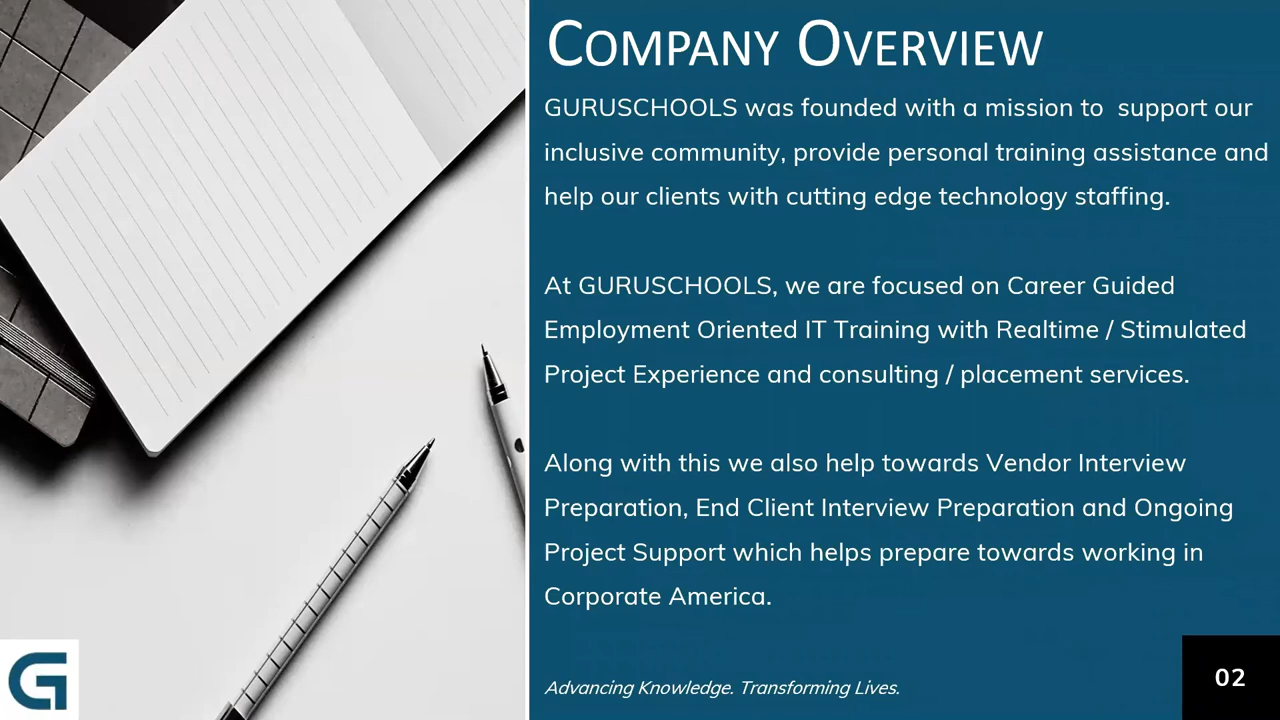 COMPANY OVERVIEW
GURUSCHOOLS was founded with a mission to  support our
inclusive community, provide personal training assistance and
help our clients with cutting edge technology staffing.
At GURUSCHOOLS, we are focused on Career Guided
Employment Oriented IT Training with Realtime / Stimulated
Project Experience and consulting / placement services.
Along with this we also help towards Vendor Interview
Preparation, End Client Interview Preparation and Ongoing
Project Support which helps prepare towards working in
Corporate America.
Advancing Knowledge. Transforming Lives.
02